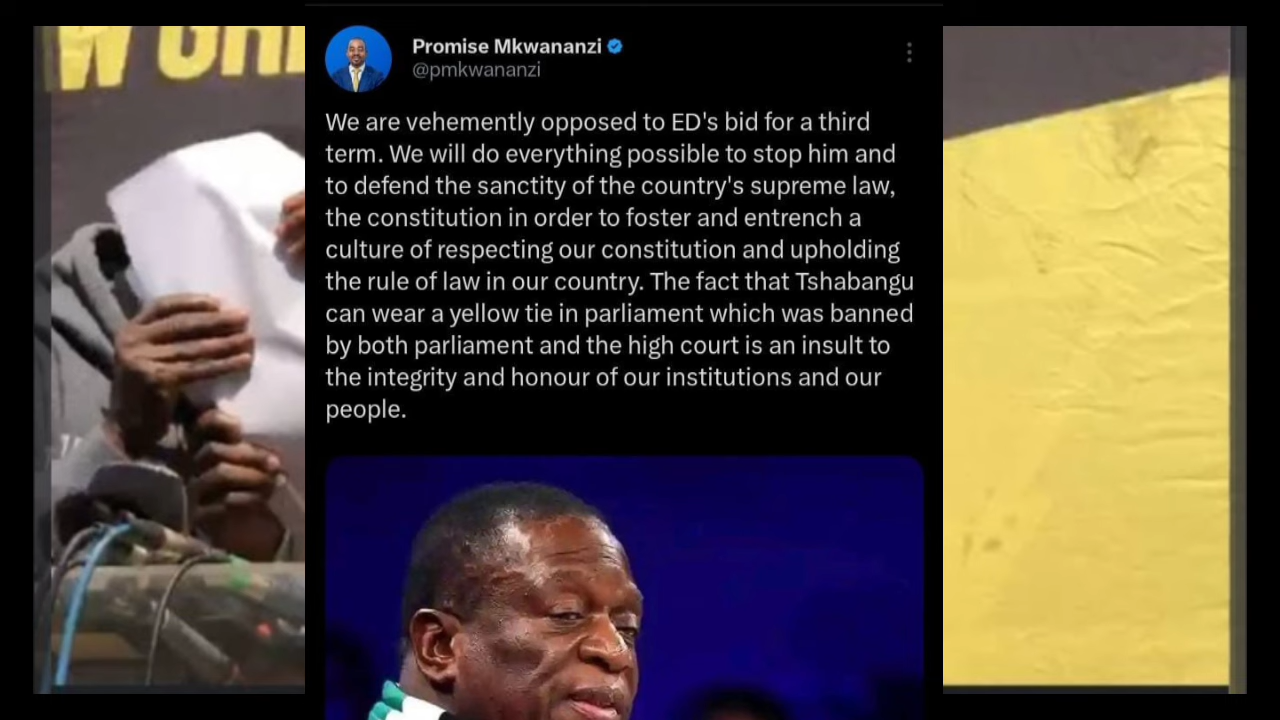 Promise Mkwananzi
@pmkwananzi
We are vehemently opposed to ED's bid for a third
term. We will do everything possible to stop him and
to defend the sanctity of the country's supreme law,
the constitution in order to foster and entrench a
culture of respecting our constitution and upholding
the rule of law in our country. The fact that Tshabangu
can wear a yellow tie in parliament which was banned
by both parliament and the high court is an insult to
the integrity and honour of our institutions and our
people.